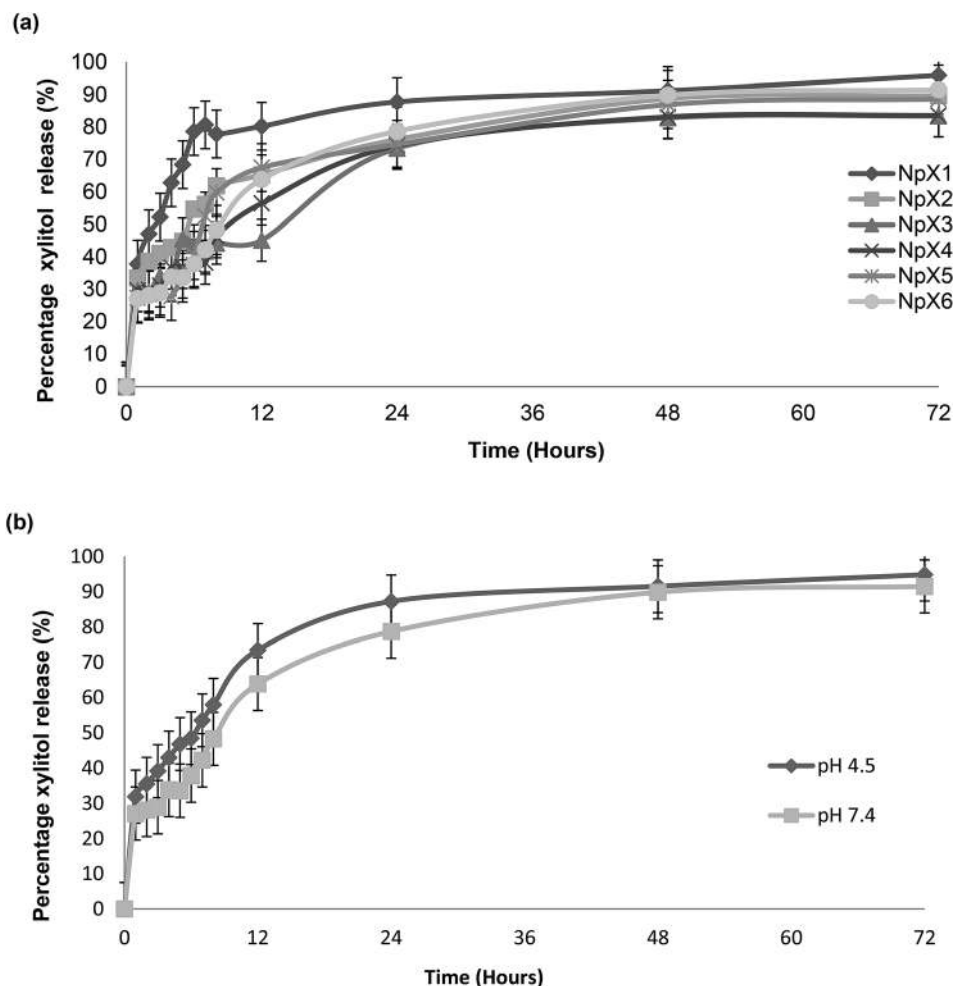 (a)
Percentage xylitol release (%)
100
90
80
70
60
50
40
30
20
10
0
0 12 24 36 48 60 72
Time (Hours)
NpX1
NpX2
NpX3
NpX4
NpX5
NpX6
(b)
Percentage xylitol release (%)
100
90
80
70
60
50
40
30
20
10
0
0 12 24 36 48 60 72
Time (Hours)
pH 4.5
pH 7.4